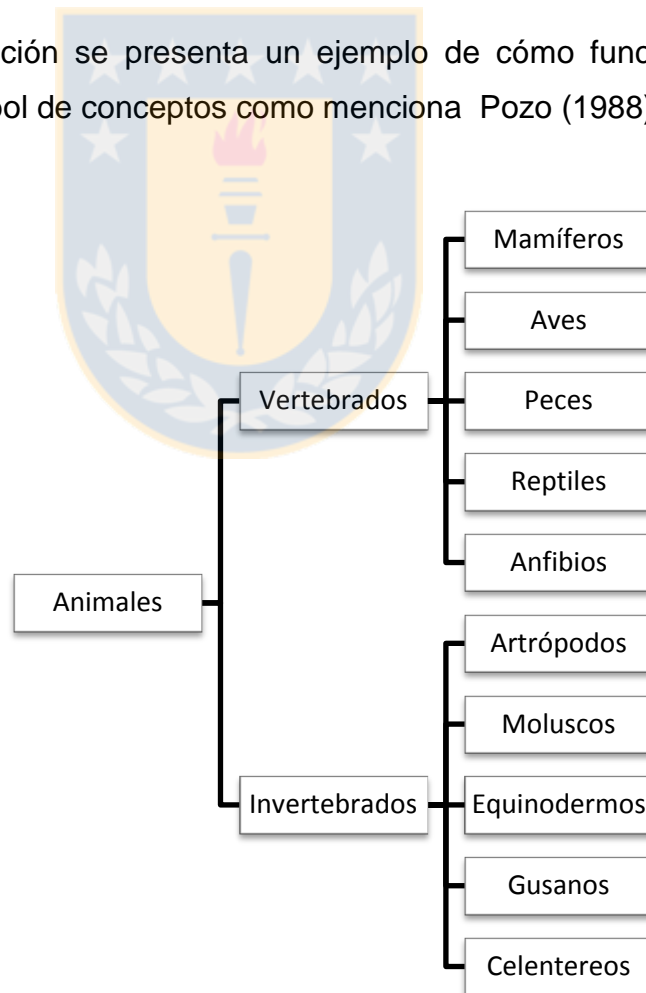 ción se presenta un ejemplo de cómo func
ool de conceptos como menciona Pozo (1988)
Mamíferos
Aves
Vertebrados
Peces
Reptiles
Anfibios
Animales
Artrópodos
Moluscos
Invertebrados
Equinodermos
Gusanos
Celentereos